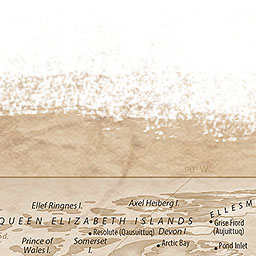 90° W
Ellef Ringnes I.
Axel Heiberg I.
ELLESM
QUEEN ELIZABETH ISLANDS
Grise Fiord
(Aujuittuq)
Resolute (Qausuittuq)
Devon I.
Prince of
Wales I.
Somerset
I.
Arctic Bay
Pond Inlet